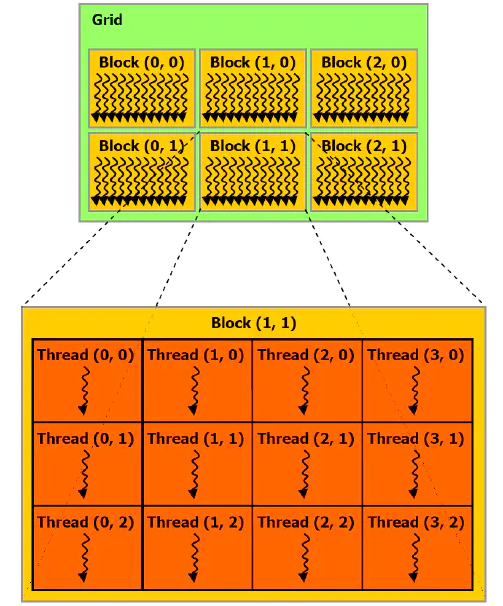 Grid
Block (0, 0) Block (1, 0) Block (2, 0)
Block (0, 1) Block (1, 1) Block (2, 1)
Block (1, 1)
Thread (0, 0) Thread (1, 0) Thread (2, 0) Thread (3, 0)
Thread (0, 1) Thread (1, 1) Thread (2, 1) Thread (3, 1)
Thread (0, 2) Thread (1, 2) Thread (2, 2) Thread (3, 2)